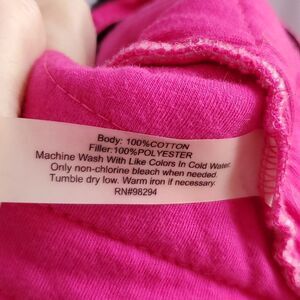 Body: 100%COTTON
Filler:100%POLYESTER
Machine Wash With Like Colors In Cold Water.
Only non-chlorine bleach when needed.
Tumble dry low. Warm iron if necessary.
RN#98294